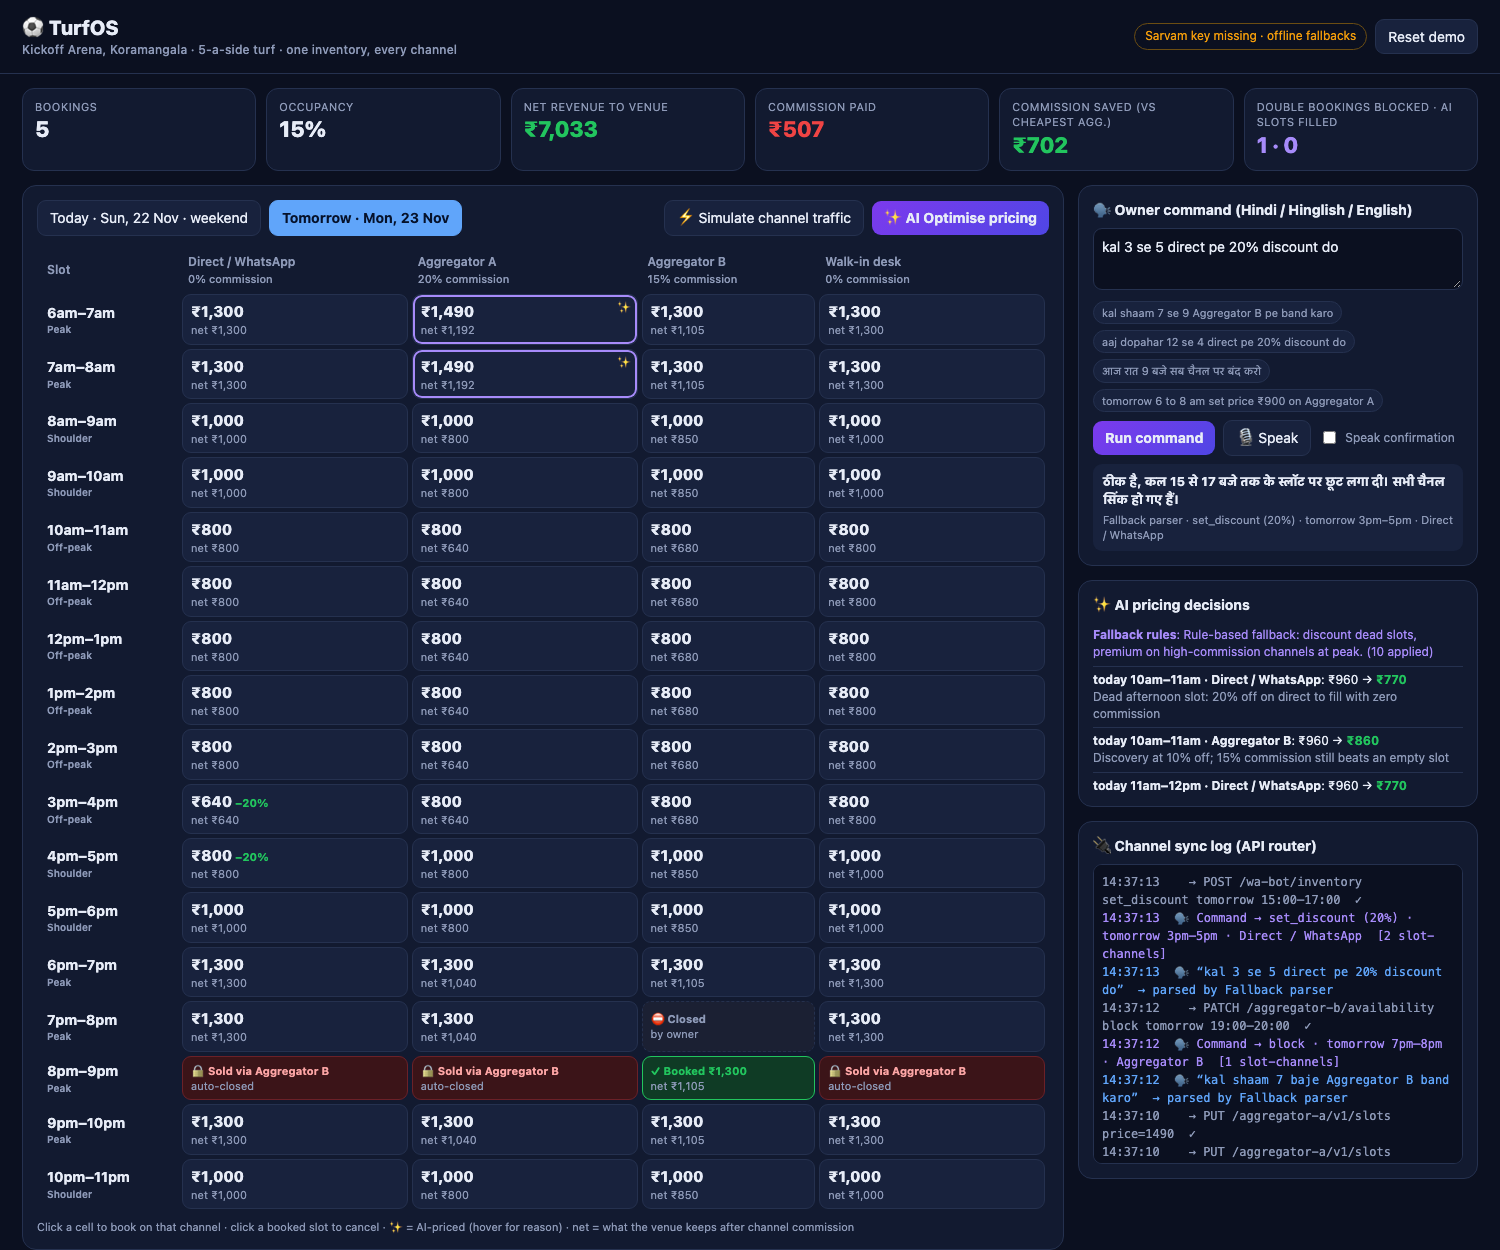 ⚽ TurfOS
Kickoff Arena, Koramangala · 5-a-side turf · one inventory, every channel
Sarvam key missing · offline fallbacks
Reset demo
BOOKINGS
5
OCCUPANCY
15%
NET REVENUE TO VENUE
₹7,033
COMMISSION PAID
₹507
COMMISSION SAVED (VS
CHEAPEST AGG.)
₹702
DOUBLE BOOKINGS BLOCKED · AI
SLOTS FILLED
1 · 0
Today · Sun, 22 Nov · weekend
Tomorrow · Mon, 23 Nov
⚡ Simulate channel traffic
✨ AI Optimise pricing
Slot
Direct / WhatsApp
0% commission
Aggregator A
20% commission
Aggregator B
15% commission
Walk-in desk
0% commission
6am–7am
Peak
₹1,300
net ₹1,300
₹1,490 ✨
net ₹1,192
₹1,300
net ₹1,105
₹1,300
net ₹1,300
7am–8am
Peak
₹1,300
net ₹1,300
₹1,490 ✨
net ₹1,192
₹1,300
net ₹1,105
₹1,300
net ₹1,300
8am–9am
Shoulder
₹1,000
net ₹1,000
₹1,000
net ₹800
₹1,000
net ₹850
₹1,000
net ₹1,000
9am–10am
Shoulder
₹1,000
net ₹1,000
₹1,000
net ₹800
₹1,000
net ₹850
₹1,000
net ₹1,000
10am–11am
Off-peak
₹800
net ₹800
₹800
net ₹640
₹800
net ₹680
₹800
net ₹800
11am–12pm
Off-peak
₹800
net ₹800
₹800
net ₹640
₹800
net ₹680
₹800
net ₹800
12pm–1pm
Off-peak
₹800
net ₹800
₹800
net ₹640
₹800
net ₹680
₹800
net ₹800
1pm–2pm
Off-peak
₹800
net ₹800
₹800
net ₹640
₹800
net ₹680
₹800
net ₹800
2pm–3pm
Off-peak
₹800
net ₹800
₹800
net ₹640
₹800
net ₹680
₹800
net ₹800
3pm–4pm
Off-peak
₹640 –20%
net ₹640
₹800
net ₹640
₹800
net ₹680
₹800
net ₹800
4pm–5pm
Shoulder
₹800 –20%
net ₹800
₹1,000
net ₹800
₹1,000
net ₹850
₹1,000
net ₹1,000
5pm–6pm
Shoulder
₹1,000
net ₹1,000
₹1,000
net ₹800
₹1,000
net ₹850
₹1,000
net ₹1,000
6pm–7pm
Peak
₹1,300
net ₹1,300
₹1,300
net ₹1,040
₹1,300
net ₹1,105
₹1,300
net ₹1,300
7pm–8pm
Peak
₹1,300
net ₹1,300
₹1,300
net ₹1,040
⛔ Closed
by owner
₹1,300
net ₹1,300
8pm–9pm
Peak
🔒 Sold via Aggregator B
auto-closed
🔒 Sold via Aggregator B
auto-closed
✓ Booked ₹1,300
net ₹1,105
🔒 Sold via Aggregator B
auto-closed
9pm–10pm
Peak
₹1,300
net ₹1,300
₹1,300
net ₹1,040
₹1,300
net ₹1,105
₹1,300
net ₹1,300
10pm–11pm
Shoulder
₹1,000
net ₹1,000
₹1,000
net ₹800
₹1,000
net ₹850
₹1,000
net ₹1,000
Click a cell to book on that channel · click a booked slot to cancel · ✨ = AI-priced (hover for reason) · net = what the venue keeps after channel commission
🗣️ Owner command (Hindi / Hinglish / English)
kal 3 se 5 direct pe 20% discount do
kal shaam 7 se 9 Aggregator B pe band karo
aaj dopahar 12 se 4 direct pe 20% discount do
आज रात 9 बजे सब चैनल पर बंद करो
tomorrow 6 to 8 am set price ₹900 on Aggregator A
Run command
🎙️ Speak
Speak confirmation
ठीक है, कल 15 से 17 बजे तक के स्लॉट पर छूट लगा दी। सभी चैनल
सिंक हो गए हैं।
Fallback parser · set_discount (20%) · tomorrow 3pm–5pm · Direct
/ WhatsApp
✨ AI pricing decisions
Fallback rules: Rule-based fallback: discount dead slots,
premium on high-commission channels at peak. (10 applied)
today 10am–11am · Direct / WhatsApp: ₹960 → ₹770
Dead afternoon slot: 20% off on direct to fill with zero
commission
today 10am–11am · Aggregator B: ₹960 → ₹860
Discovery at 10% off; 15% commission still beats an empty slot
today 11am–12pm · Direct / WhatsApp: ₹960 → ₹770
🔌 Channel sync log (API router)
14:37:13 → POST /wa-bot/inventory
set_discount tomorrow 15:00–17:00 ✓
14:37:13 🗣️ Command → set_discount (20%) ·
tomorrow 3pm–5pm · Direct / WhatsApp [2 slot-
channels]
14:37:13 🗣️ “kal 3 se 5 direct pe 20% discount
do” → parsed by Fallback parser
14:37:12 → PATCH /aggregator-b/availability
block tomorrow 19:00–20:00 ✓
14:37:12 🗣️ Command → block · tomorrow 7pm–8pm
· Aggregator B [1 slot-channels]
14:37:12 🗣️ “kal shaam 7 baje Aggregator B band
karo” → parsed by Fallback parser
14:37:10 → PUT /aggregator-a/v1/slots
price=1490 ✓
14:37:10 → PUT /aggregator-a/v1/slots